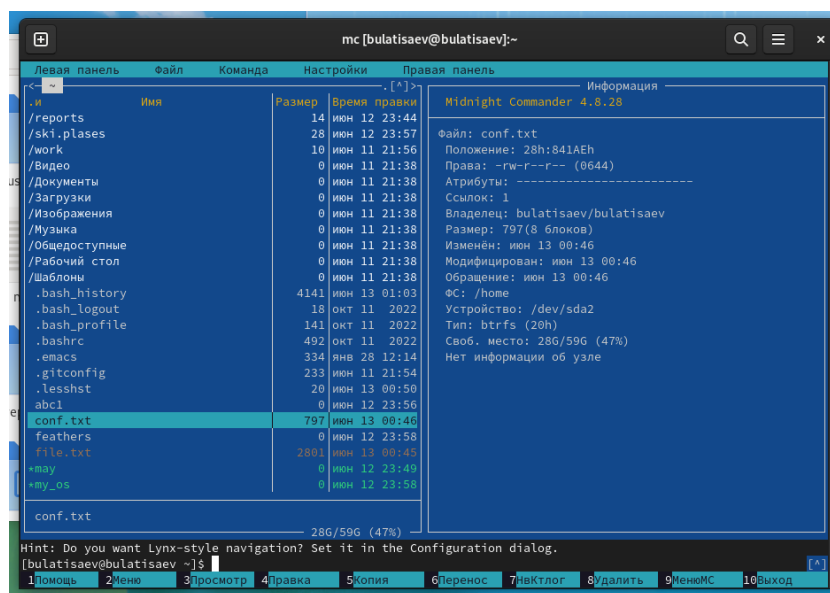 mc [bulatisaev@bulatisaev]:~
Левая панель Файл Команда Настройки Правая панель
<— ~ .[^]>
.и Имя Размер Время правки
/reports 14 июн 12 23:44
/ski.plases 28 июн 12 23:57
/work 10 июн 11 21:56
/Видео 0 июн 11 21:38
/Документы 0 июн 11 21:38
/Загрузки 0 июн 11 21:38
/Изображения 0 июн 11 21:38
/Музыка 0 июн 11 21:38
/Общедоступные 0 июн 11 21:38
/Рабочий стол 0 июн 11 21:38
/Шаблоны 0 июн 11 21:38
.bash_history 4141 июн 13 01:03
.bash_logout 18 окт 11 2022
.bash_profile 141 окт 11 2022
.bashrc 492 окт 11 2022
.emacs 334 янв 28 12:14
.gitconfig 233 июн 11 21:54
.lesshst 20 июн 13 00:50
abc1 0 июн 12 23:56
conf.txt 797 июн 13 00:46
feathers 0 июн 12 23:58
file.txt 2801 июн 13 00:45
*may 0 июн 12 23:49
*my_os 0 июн 12 23:58
conf.txt
28G/59G (47%)
Информация
Midnight Commander 4.8.28
Файл: conf.txt
Положение: 28h:841AEh
Права: -rw-r--r-- (0644)
Атрибуты: -------------------------
Ссылок: 1
Владелец: bulatisaev/bulatisaev
Размер: 797(8 блоков)
Изменён: июн 13 00:46
Модифицирован: июн 13 00:46
Обращение: июн 13 00:46
ФС: /home
Устройство: /dev/sda2
Тип: btrfs (20h)
Своб. место: 28G/59G (47%)
Нет информации об узле
Hint: Do you want Lynx-style navigation? Set it in the Configuration dialog.
[bulatisaev@bulatisaev ~]$ [^]
1Помощь 2Меню 3Просмотр 4Правка 5Копия 6Перенос 7НвКтлог 8Удалить 9МенюМС 10Выход